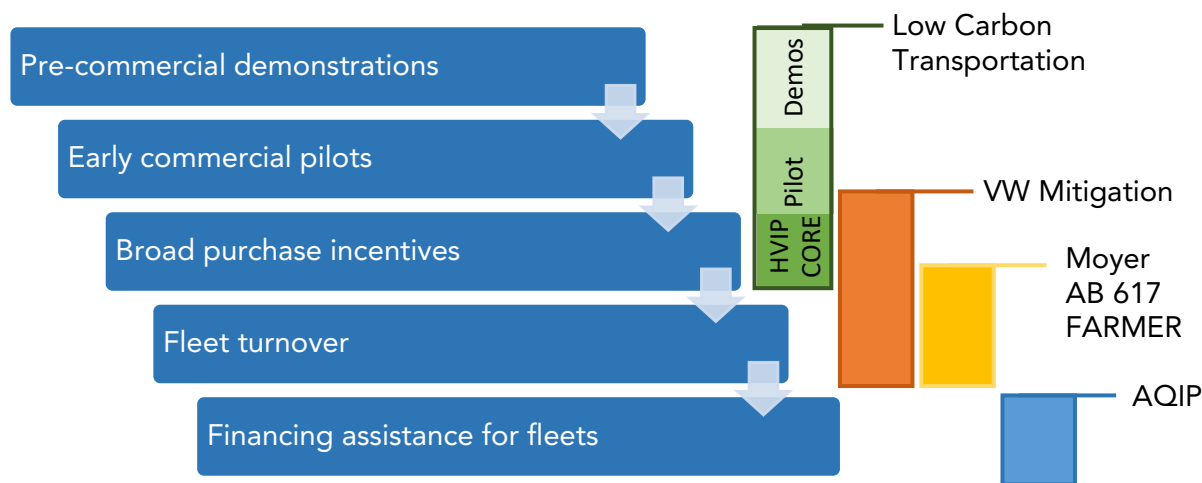 Pre-commercial demonstrations
Early commercial pilots
Broad purchase incentives
Fleet turnover
Financing assistance for fleets
Demos
Pilot
HVIP
CORE
Low Carbon
Transportation
VW Mitigation
Moyer
AB 617
FARMER
AQIP